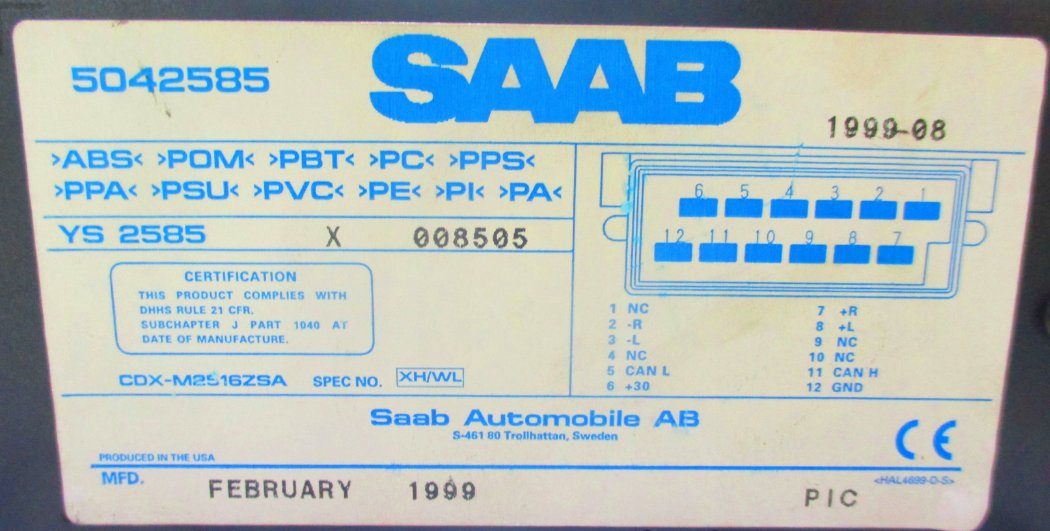 5042585
SAAB
1999-08
>ABS< >POM< >PBT< >PC< >PPS<
>PPA< >PSU< >PVC< >PE< >PI< >PA<
YS 2585 X 008505
CERTIFICATION
THIS PRODUCT COMPLIES WITH
DHHS RULE 21 CFR.
SUBCHAPTER J PART 1040 AT
DATE OF MANUFACTURE.
CDX-M2516ZSA SPEC NO. XH/WL
6 5 4 3 2 1
12 11 10 9 8 7
1 NC 7 +R
2 -R 8 +L
3 -L 9 NC
4 NC 10 NC
5 CAN L 11 CAN H
6 +30 12 GND
Saab Automobile AB
S-461 80 Trollhattan, Sweden
CE
PRODUCED IN THE USA
MFD. FEBRUARY 1999
PIC
<HAL4699-D-S>